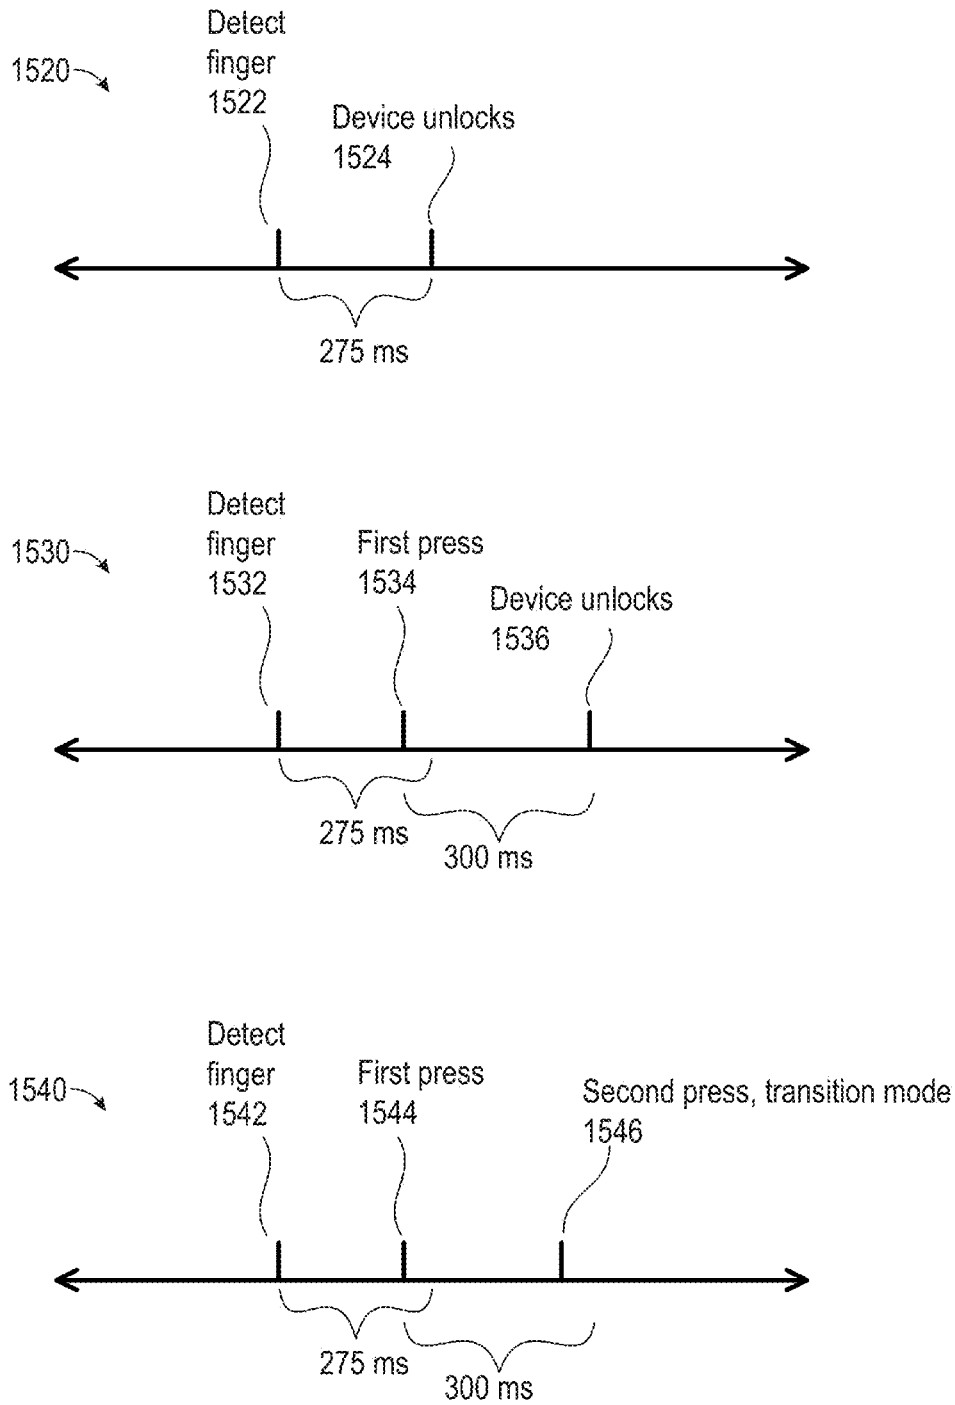 Detect
finger
1522
1520
Device unlocks
1524
275 ms
Detect
finger
1532
1530
First press
1534
Device unlocks
1536
275 ms
300 ms
Detect
finger
1542
1540
First press
1544
Second press, transition mode
1546
275 ms
300 ms